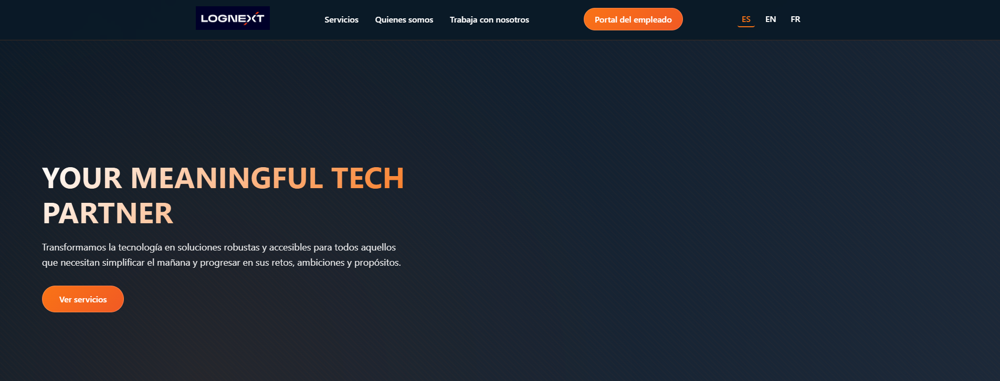 LOGNEXT
Servicios
Quienes somos
Trabaja con nosotros
Portal del empleado
ES
EN
FR
YOUR MEANINGFUL TECH
PARTNER
Transformamos la tecnología en soluciones robustas y accesibles para todos aquellos
que necesitan simplificar el mañana y progresar en sus retos, ambiciones y propósitos.
Ver servicios